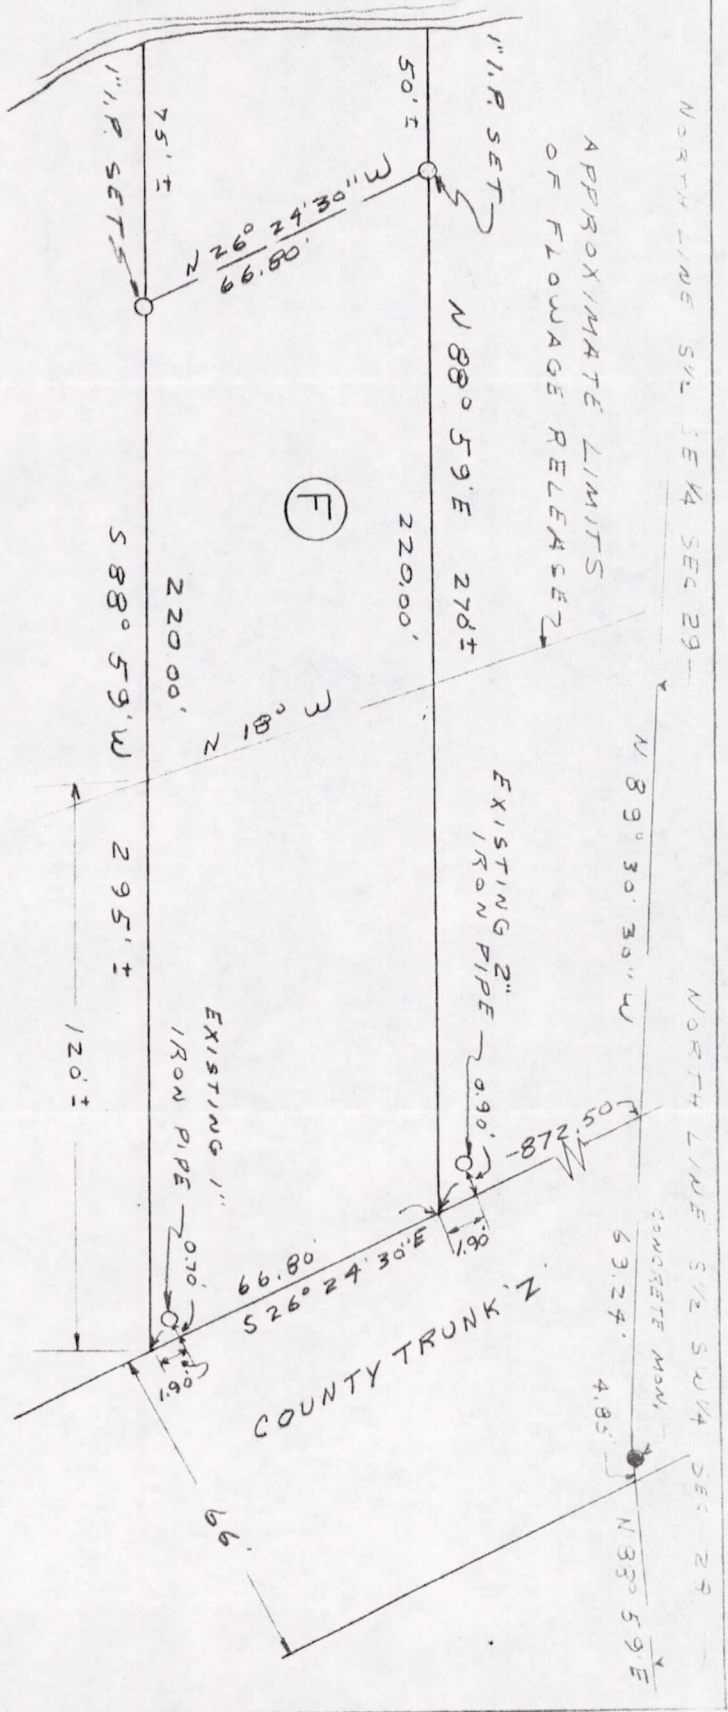 NORTH LINE S½ SE¼ SEC 29
NORTH LINE S½ SW¼ SEC 29
N 89° 30' 30" W
CONCRETE MON.
63.24'
4.85'
N 88° 59' E
APPROXIMATE LIMITS
OF FLOWAGE RELEASE
-872.50'
1" I.P. SET
50' ±
N 88° 59' E 270' ±
220.00'
EXISTING 2"
IRON PIPE
0.90'
1.90'
N 26° 24' 30" W
66.80'
F
N 18° W
66.80'
S 26° 24' 30" E
COUNTY TRUNK 'Z'
66'
75' ±
1" I.P. SET
220.00'
S 88° 59' W 295' ±
EXISTING 1"
IRON PIPE
0.70'
1.90'
120' ±